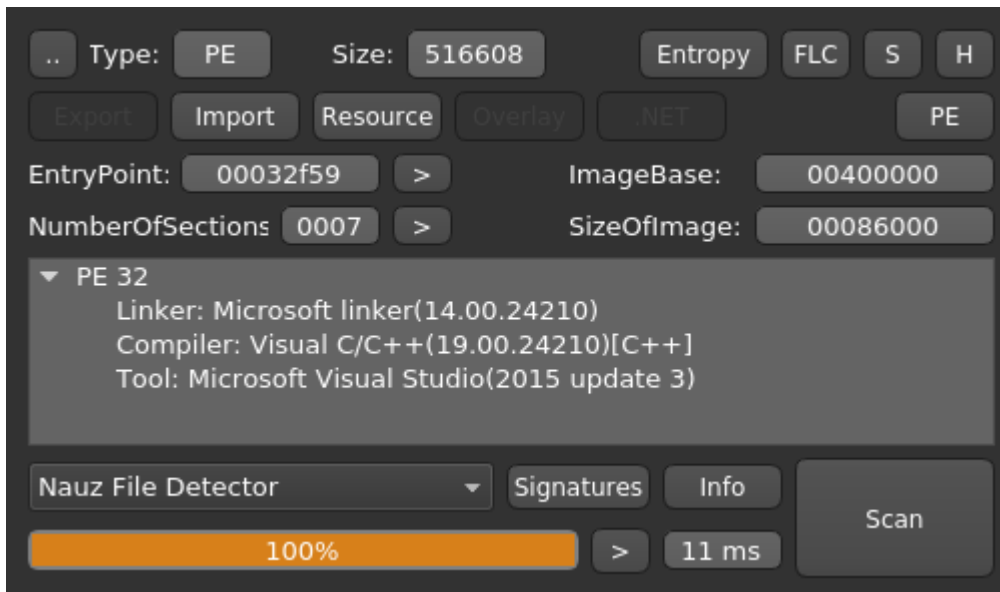 .. Type: PE Size: 516608 Entropy FLC S H
Export Import Resource Overlay .NET PE
EntryPoint: 00032f59 > ImageBase: 00400000
NumberOfSections 0007 > SizeOfImage: 00086000
PE 32
Linker: Microsoft linker(14.00.24210)
Compiler: Visual C/C++(19.00.24210)[C++]
Tool: Microsoft Visual Studio(2015 update 3)
Nauz File Detector Signatures Info
Scan
100% > 11 ms